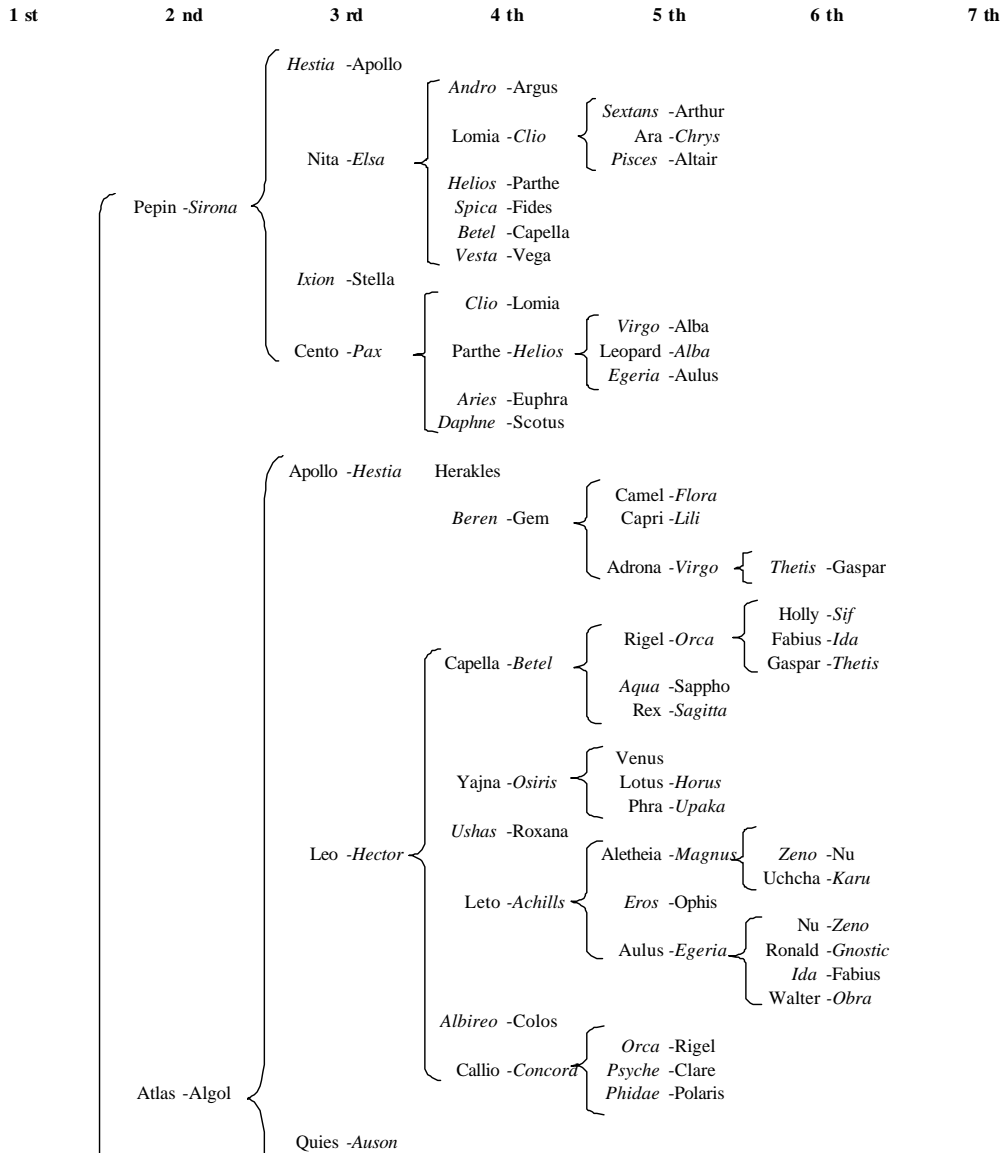 1 st 2 nd 3 rd 4 th 5 th 6 th 7 th
Hestia -Apollo
Andro -Argus
Sextans -Arthur
Lomia -Clio Ara -Chrys
Nita -Elsa Pisces -Altair
Helios -Parthe
Pepin -Sirona Spica -Fides
Betel -Capella
Vesta -Vega
Ixion -Stella
Clio -Lomia
Virgo -Alba
Cento -Pax Parthe -Helios Leopard -Alba
Egeria -Aulus
Aries -Euphra
Daphne -Scotus
Apollo -Hestia Herakles
Camel -Flora
Beren -Gem Capri -Lili
Adrona -Virgo Thetis -Gaspar
Holly -Sif
Rigel -Orca Fabius -Ida
Capella -Betel Gaspar -Thetis
Aqua -Sappho
Rex -Sagitta
Venus
Yajna -Osiris Lotus -Horus
Phra -Upaka
Ushas -Roxana
Leo -Hector Aletheia -Magnus Zeno -Nu
Uchcha -Karu
Leto -Achills Eros -Ophis
Nu -Zeno
Aulus -Egeria Ronald -Gnostic
Ida -Fabius
Walter -Obra
Albireo -Colos
Orca -Rigel
Callio -Concord Psyche -Clare
Atlas -Algol Phidae -Polaris
Quies -Auson